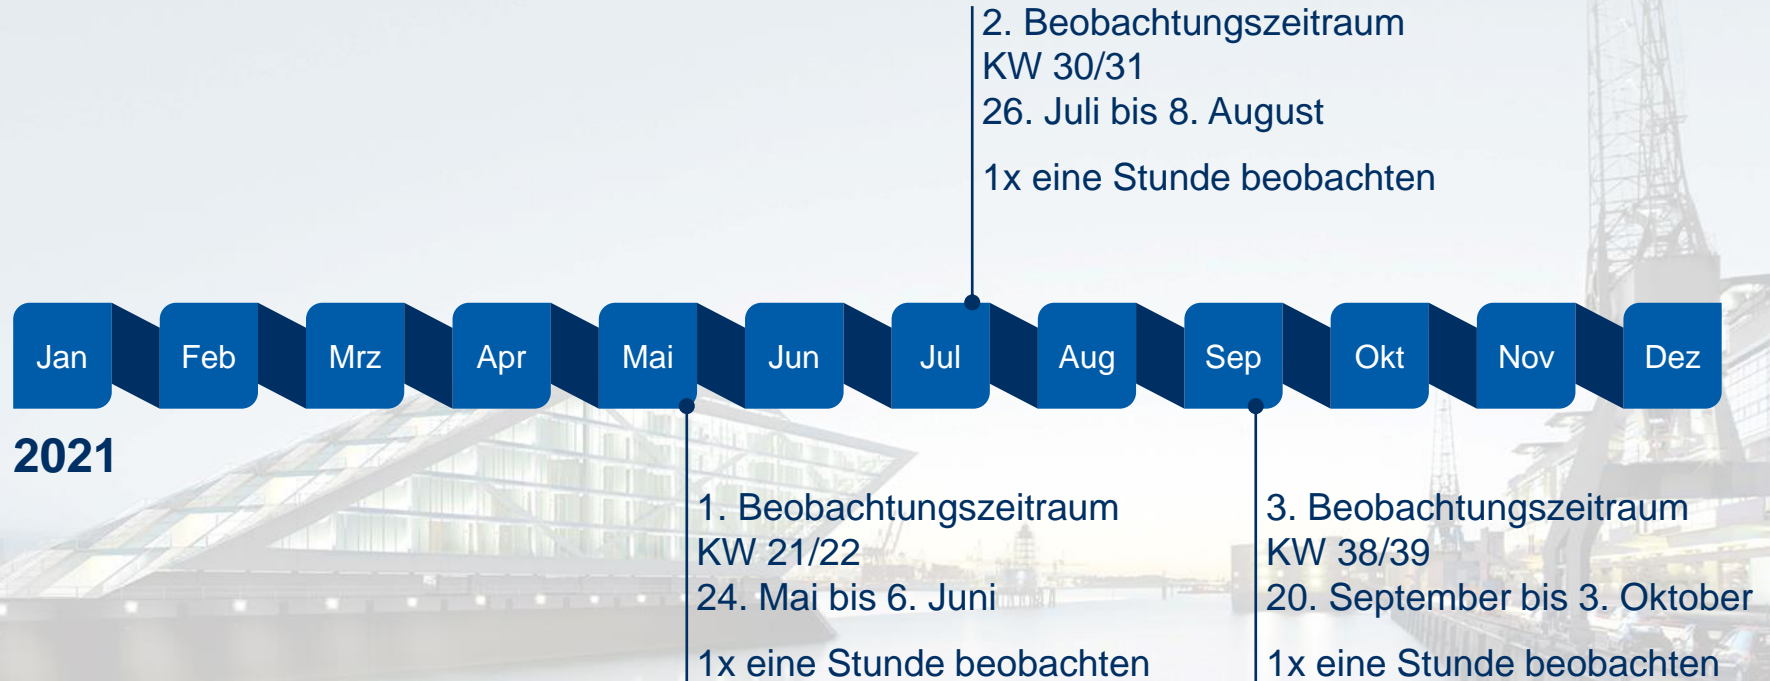 2. Beobachtungszeitraum
KW 30/31
26. Juli bis 8. August
1x eine Stunde beobachten
Jan Feb Mrz Apr Mai Jun Jul Aug Sep Okt Nov Dez
2021
1. Beobachtungszeitraum
KW 21/22
24. Mai bis 6. Juni
1x eine Stunde beobachten
3. Beobachtungszeitraum
KW 38/39
20. September bis 3. Oktober
1x eine Stunde beobachten